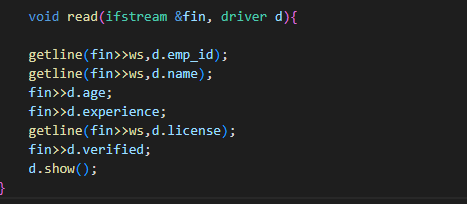 void read(ifstream &fin, driver d){
getline(fin>>ws,d.emp_id);
getline(fin>>ws,d.name);
fin>>d.age;
fin>>d.experience;
getline(fin>>ws,d.license);
fin>>d.verified;
d.show();
}